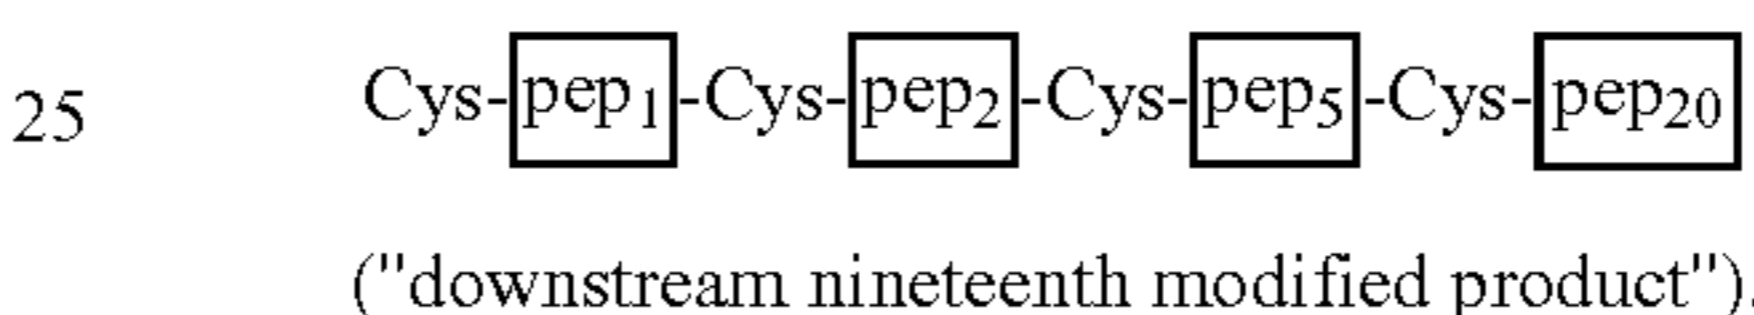 25 Cys-pep₁-Cys-pep₂-Cys-pep₅-Cys-pep₂₀
("downstream nineteenth modified product").